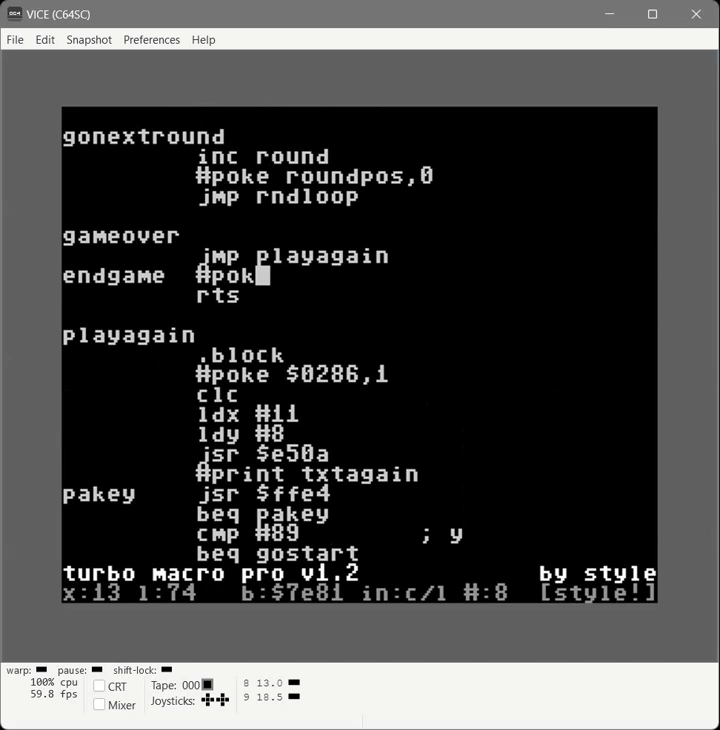 VICE (C64SC)
File Edit Snapshot Preferences Help
gonextround
inc round
#poke roundpos,0
jmp rndloop
gameover
jmp playagain
endgame #pok
rts
playagain
.block
#poke $0286,1
clc
ldx #11
ldy #8
jsr $e50a
#print txtagain
pakey jsr $ffe4
beq pakey
cmp #89 ; y
beq gostart
turbo macro pro v1.2 by style
x:13 l:74 b:$7e81 in:c/l #:8 [style!]
warp: pause: shift-lock:
100% cpu CRT Tape: 000 8 13.0
59.8 fps Mixer Joysticks: 9 18.5